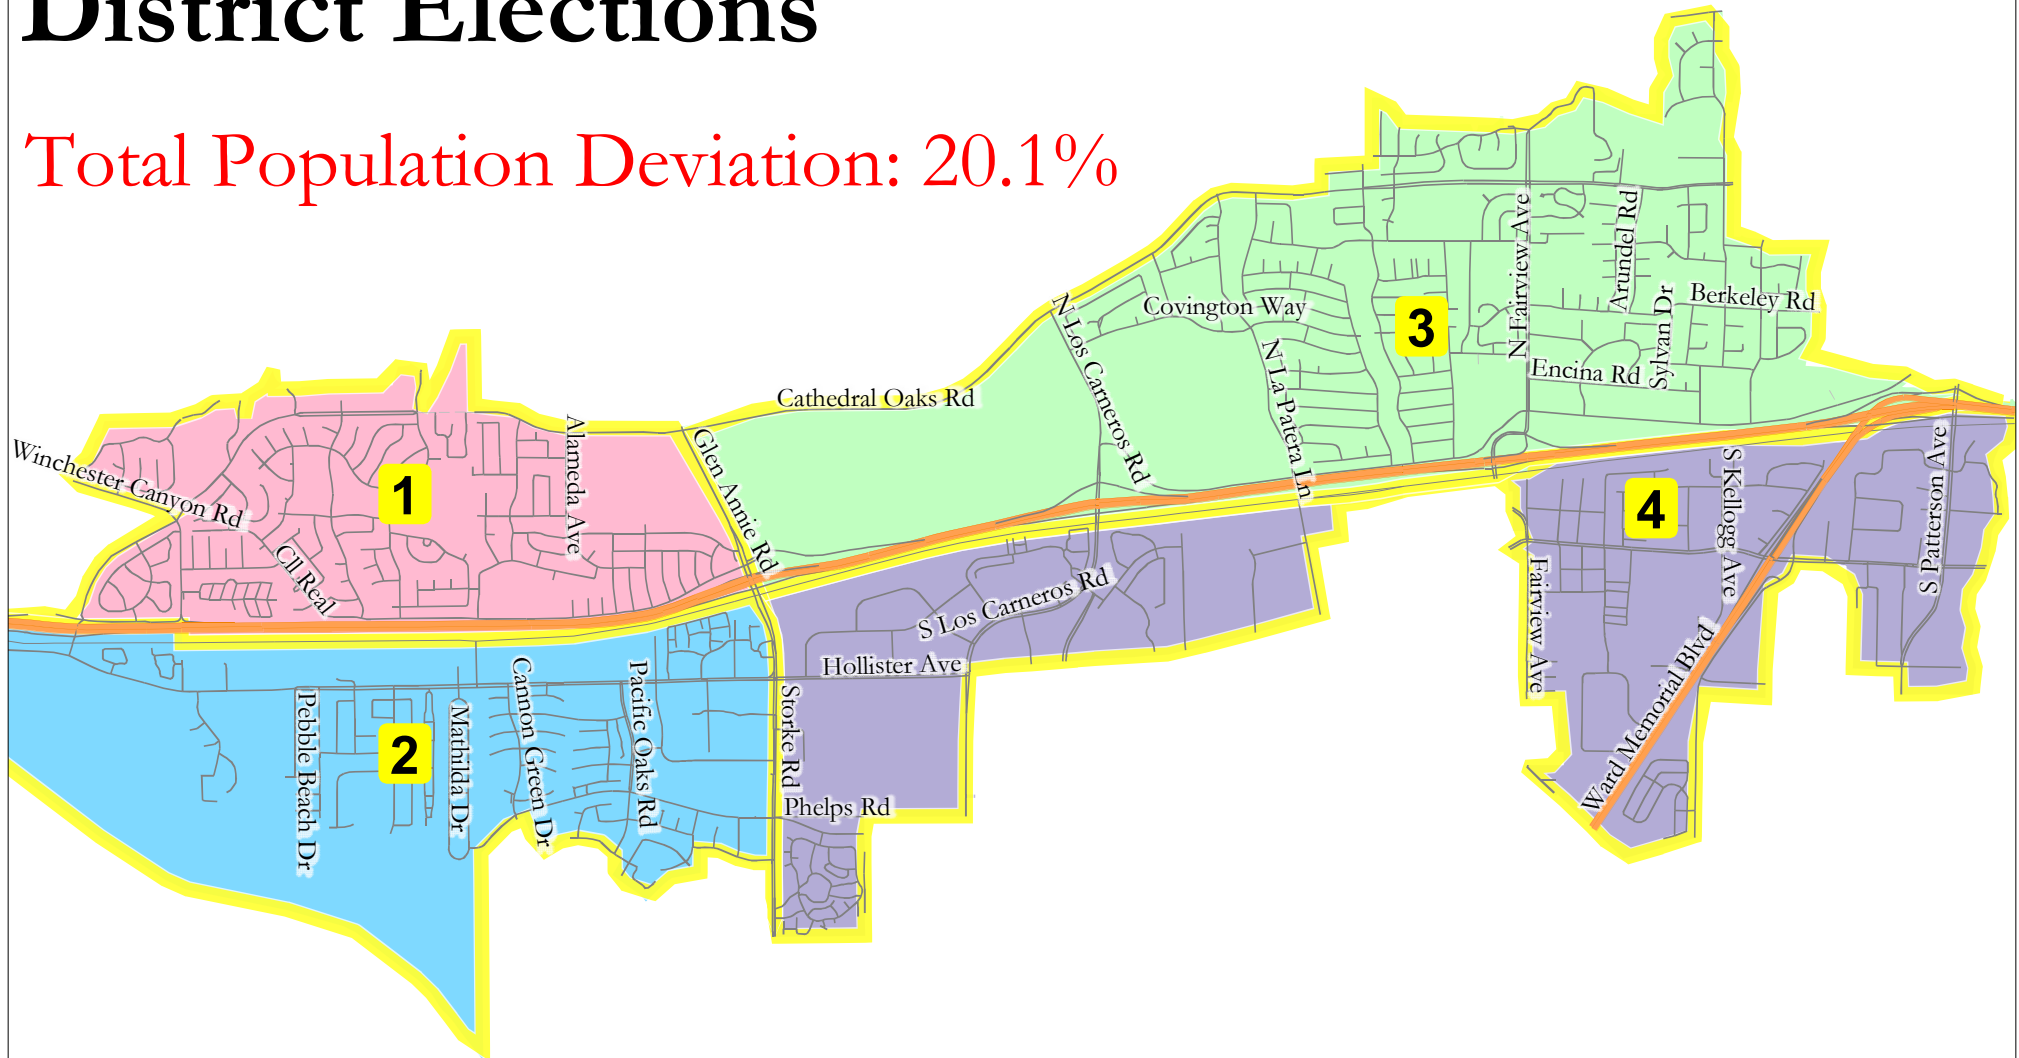 District Elections
Total Population Deviation: 20.1%
N Fairview Ave
Arundel Rd
Sylvan Dr
Berkeley Rd
Covington Way
3
N Los Carneros Rd
N La Patera Ln
Encina Rd
Cathedral Oaks Rd
Winchester Canyon Rd
1
Alameda Ave
Glen Annie Rd
Cll Real
4
S Kellogg Ave
S Patterson Ave
Fairview Ave
S Los Carneros Rd
Hollister Ave
Pebble Beach Dr
2
Mathilda Dr
Cannon Green Dr
Pacific Oaks Rd
Storke Rd
Ward Memorial Blvd
Phelps Rd